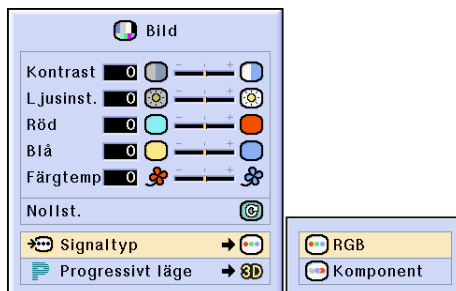 Bild
Kontrast 0
Ljusinst. 0
Röd 0
Blå 0
Färgtemp 0
Nollst.
Signaltyp
Progressivt läge 3D
RGB
Komponent